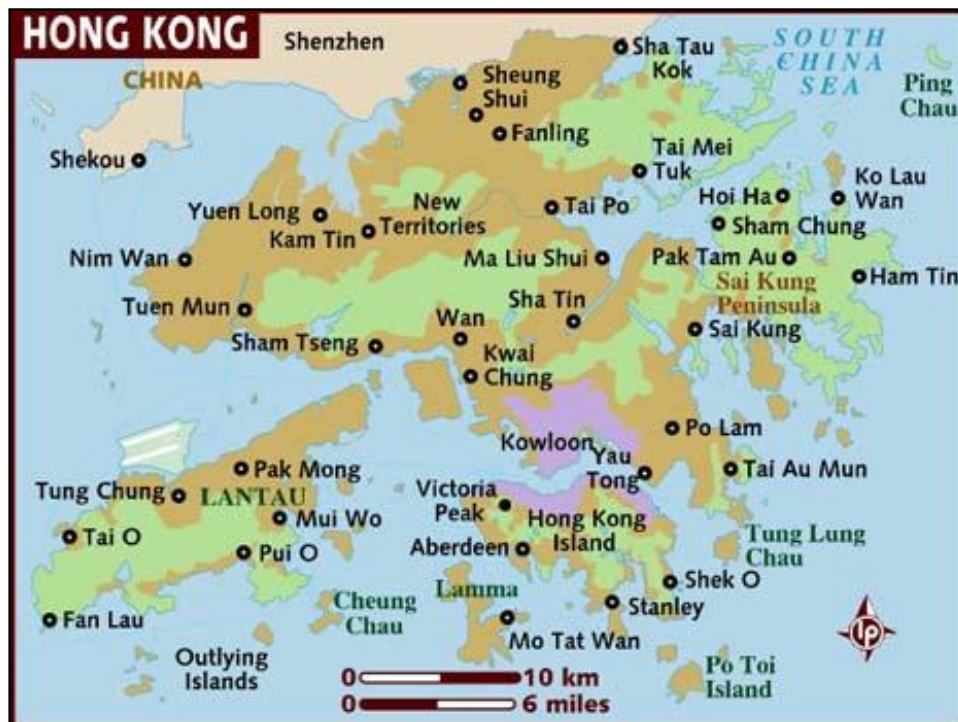 HONG KONG
Shenzhen
SOUTH
CHINA
SEA
Sha Tau
Kok
CHINA
Sheung
Shui
Ping
Chau
Fanling
Shekou
Tai Mei
Tuk
Ko Lau
Wan
Hoi Ha
New
Territories
Yuen Long
Tai Po
Kam Tin
Sham Chung
Nim Wan
Ma Liu Shui
Pak Tam Au
Ham Tin
Sai Kung
Peninsula
Tuen Mun
Sha Tin
Wan
Sai Kung
Sham Tseng
Kwai
Chung
Kowloon
Po Lam
Yau
Tong
Pak Mong
Tai Au Mun
Tung Chung
LANTAU
Victoria
Peak
Mui Wo
Hong Kong
Island
Tai O
Tung Lung
Chau
Pui O
Aberdeen
Shek O
Lamma
Cheung
Chau
Stanley
Fan Lau
Mo Tat Wan
lp
Outlying
Islands
Po Toi
Island
0 10 km
0 6 miles